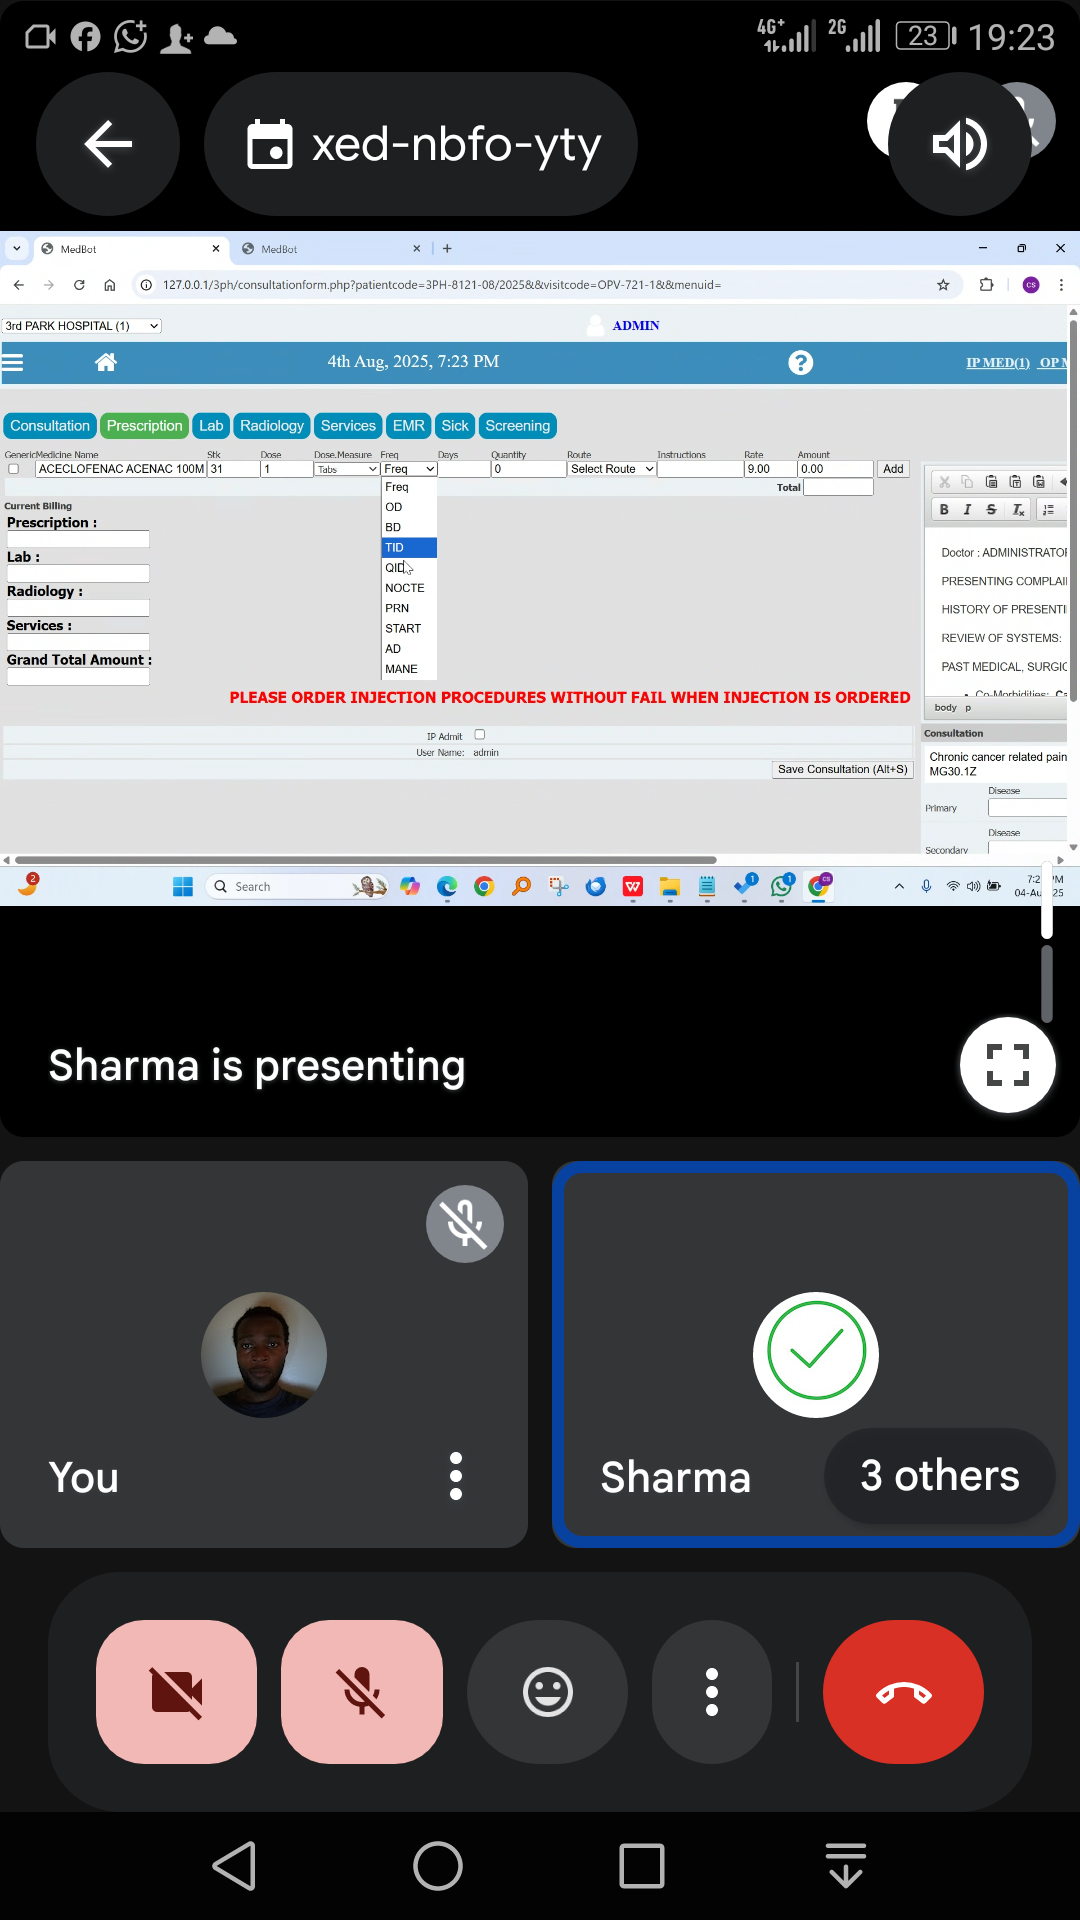 4G+ 2G 23 19:23
xed-nbfo-yty
MedBot MedBot
127.0.0.1/3ph/consultationform.php?patientcode=3PH-8121-08/2025&&visitcode=OPV-721-1&&menuid= CS
3rd PARK HOSPITAL (1) ADMIN
4th Aug, 2025, 7:23 PM ? IP MED(1) OP
Consultation Prescription Lab Radiology Services EMR Sick Screening
Generic Medicine Name Stk Dose Dose.Measure Freq Days Quantity Route Instructions Rate Amount
ACECLOFENAC ACENAC 100M 31 1 Tabs Freq 0 Select Route 9.00 0.00 Add
Total
Freq
OD
BD
TID
QID
NOCTE
PRN
START
AD
MANE
Current Billing
Prescription :
Lab :
Radiology :
Services :
Grand Total Amount :
PLEASE ORDER INJECTION PROCEDURES WITHOUT FAIL WHEN INJECTION IS ORDERED
IP Admit
User Name: admin
Save Consultation (Alt+S)
B I S Tx
Doctor : ADMINISTRATOR
PRESENTING COMPLAI
HISTORY OF PRESENTI
REVIEW OF SYSTEMS:
PAST MEDICAL, SURGIC
Co-Morbidities:
body p
Consultation
Chronic cancer related pain
MG30.1Z
Disease
Primary
Disease
Secondary
2 Search 1 1 CS
04-Au
Sharma is presenting
You
Sharma
3 others